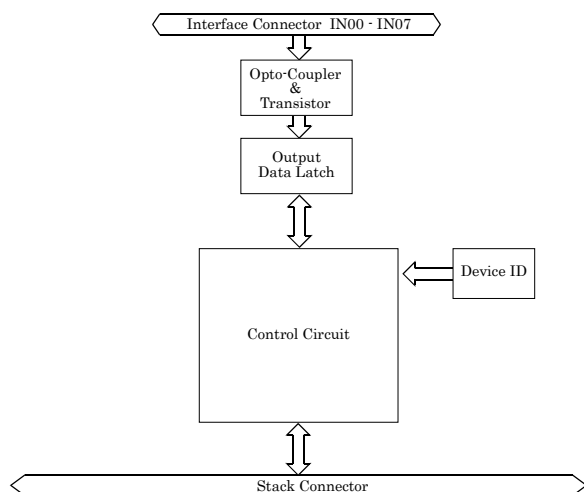 Interface Connector  IN00 - IN07
Opto-Coupler
&
Transistor
Output
Data Latch
Device ID
Control Circuit
Stack Connector